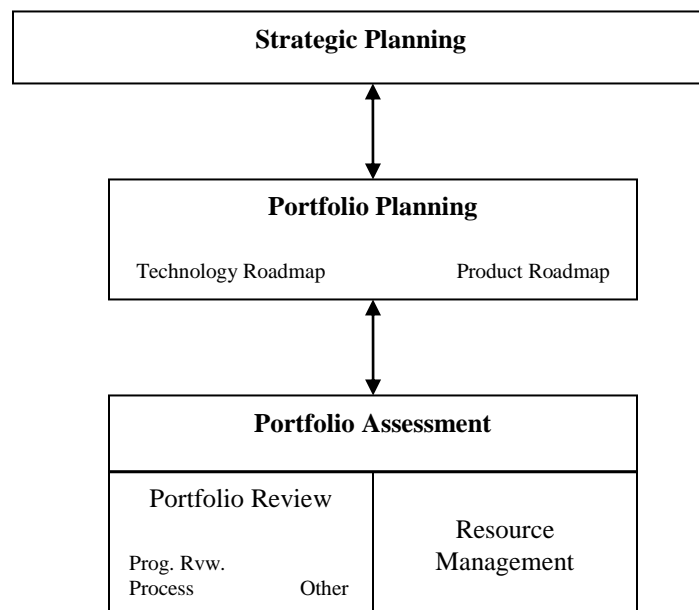 Strategic Planning
Portfolio Planning
Technology Roadmap Product Roadmap
Portfolio Assessment
Portfolio Review
Prog. Rvw.
Process Other
Resource
Management